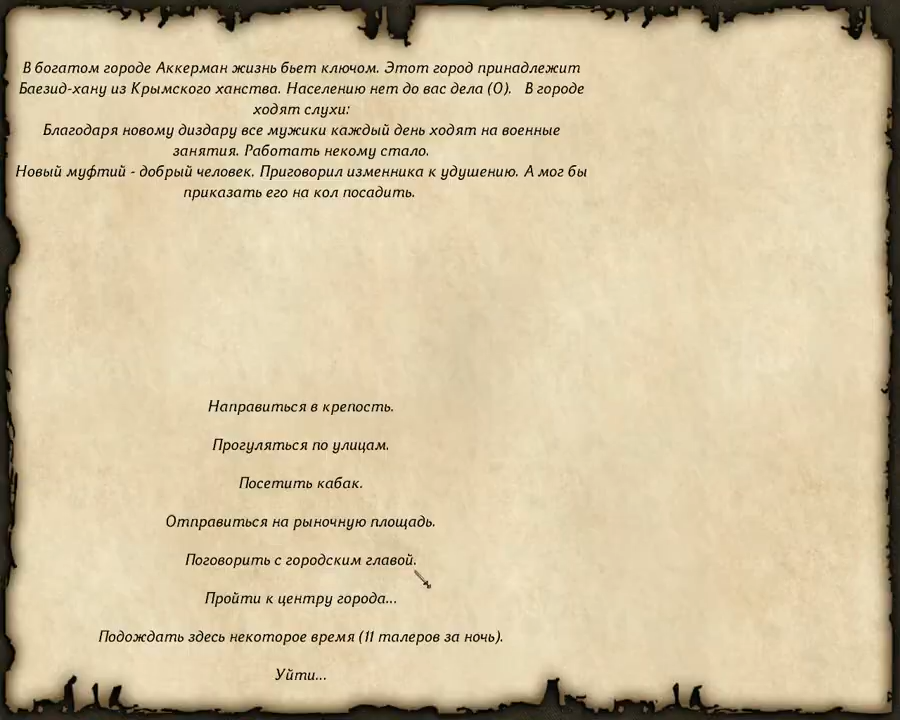 В богатом городе Аккерман жизнь бьет ключом. Этот город принадлежит
Баезид-хану из Крымского ханства. Населению нет до вас дела (0). В городе
ходят слухи:
Благодаря новому диздару все мужики каждый день ходят на военные
занятия. Работать некому стало.
Новый муфтий - добрый человек. Приговорил изменника к удушению. А мог бы
приказать его на кол посадить.
Направиться в крепость.
Прогуляться по улицам.
Посетить кабак.
Отправиться на рыночную площадь.
Поговорить с городским главой.
Пройти к центру города...
Подождать здесь некоторое время (11 талеров за ночь).
Уйти...